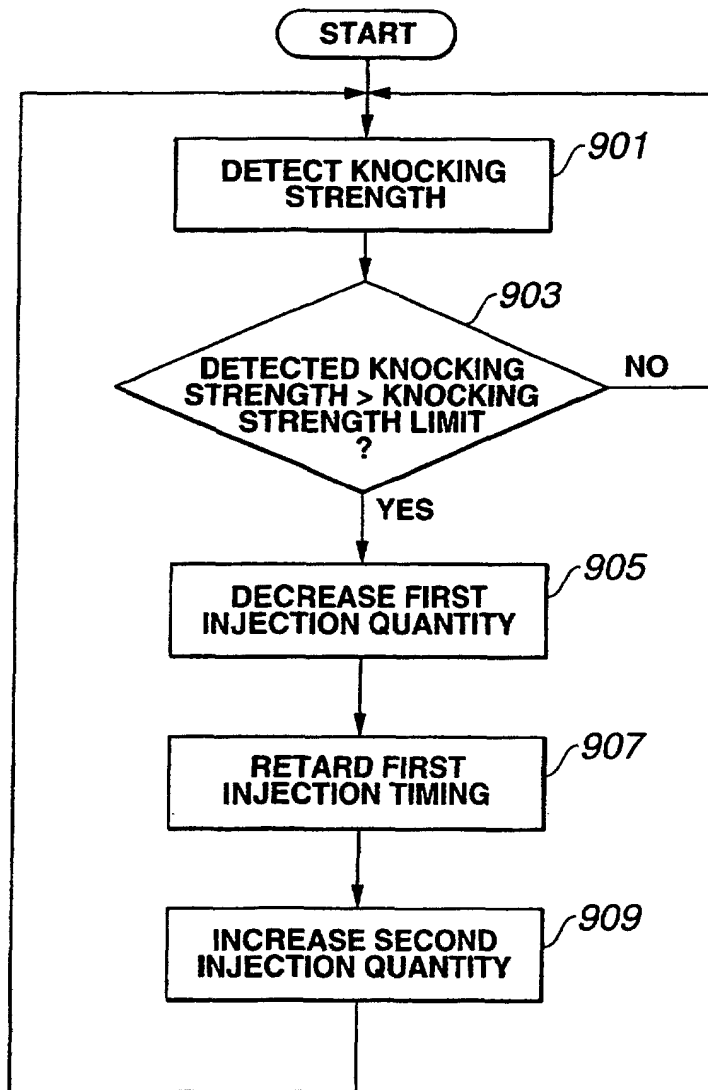 START
DETECT KNOCKING
STRENGTH
901
903
DETECTED KNOCKING
STRENGTH > KNOCKING
STRENGTH LIMIT
?
NO
YES
DECREASE FIRST
INJECTION QUANTITY
905
RETARD FIRST
INJECTION TIMING
907
INCREASE SECOND
INJECTION QUANTITY
909